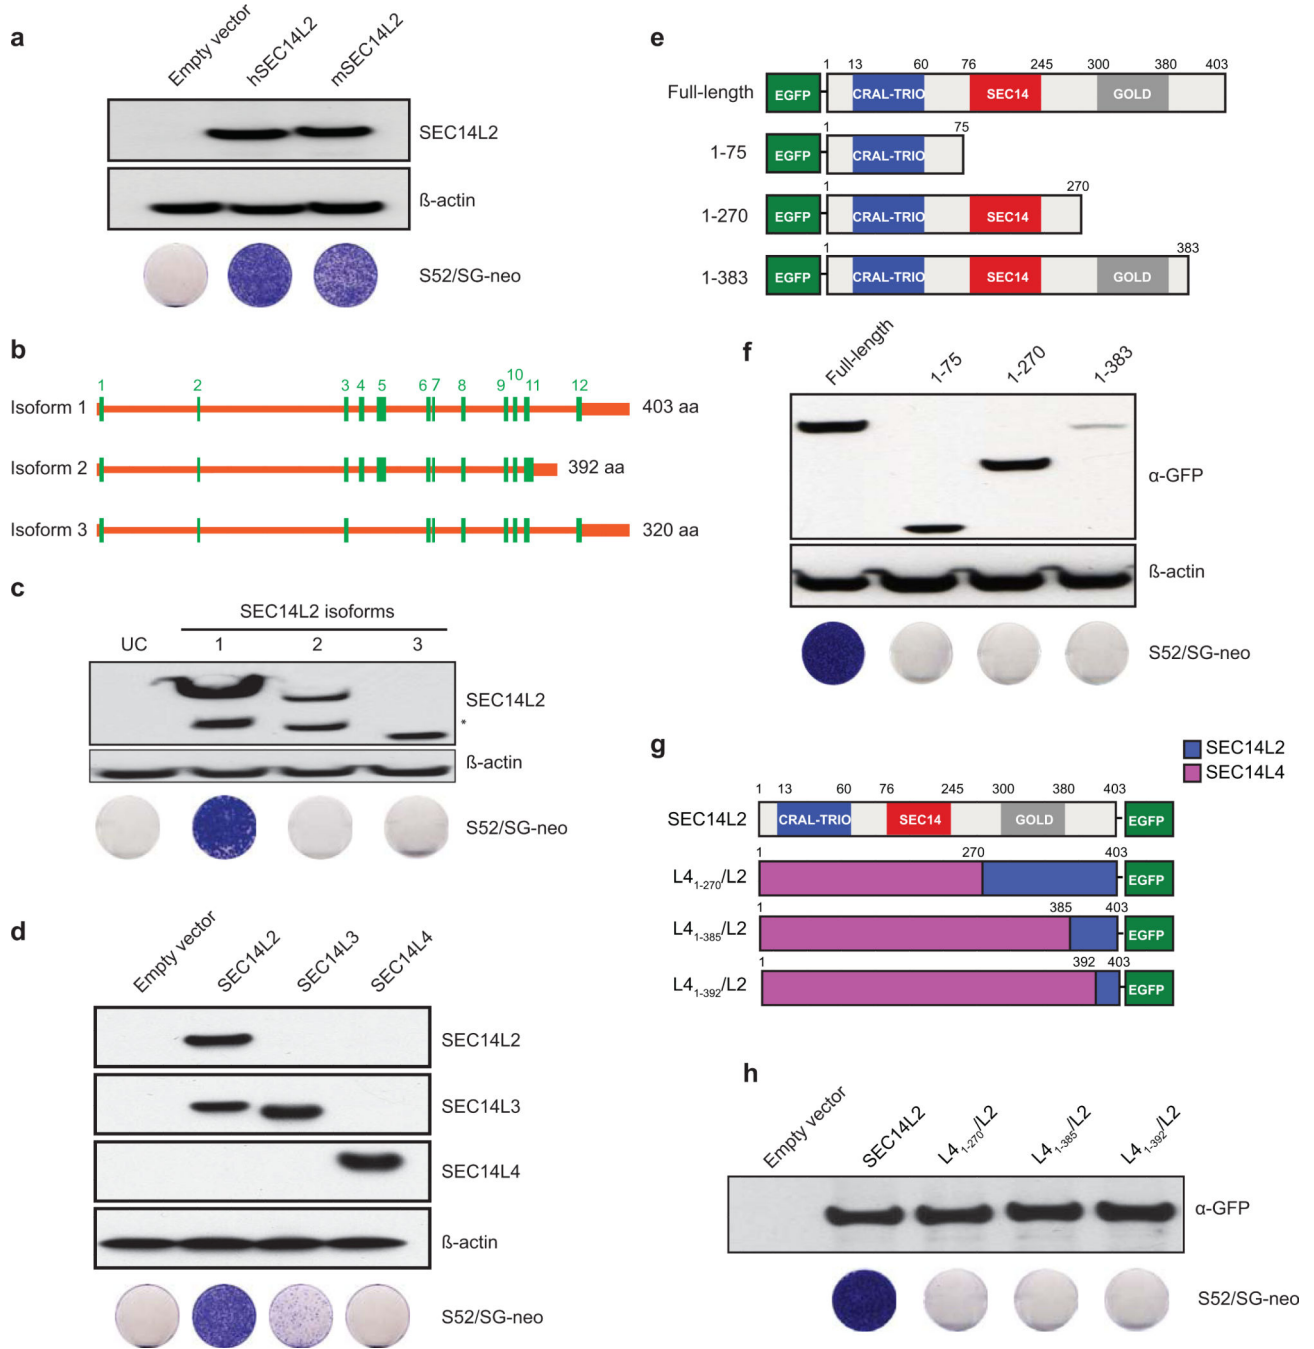 a
Empty vector
hSEC14L2
mSEC14L2
SEC14L2
ß-actin
S52/SG-neo
b
1 2 3 4 5 6 7 8 9 10 11 12
Isoform 1 403 aa
Isoform 2 392 aa
Isoform 3 320 aa
c
SEC14L2 isoforms
UC 1 2 3
SEC14L2
*
ß-actin
S52/SG-neo
d
Empty vector
SEC14L2
SEC14L3
SEC14L4
SEC14L2
SEC14L3
SEC14L4
ß-actin
S52/SG-neo
e
1 13 60 76 245 300 380 403
Full-length EGFP CRAL-TRIO SEC14 GOLD
1 75
1-75 EGFP CRAL-TRIO
1 270
1-270 EGFP CRAL-TRIO SEC14
1 383
1-383 EGFP CRAL-TRIO SEC14 GOLD
f
Full-length
1-75
1-270
1-383
α-GFP
ß-actin
S52/SG-neo
g
SEC14L2
SEC14L4
1 13 60 76 245 300 380 403
SEC14L2 CRAL-TRIO SEC14 GOLD EGFP
1 270 403
L4₁₋₂₇₀/L2 EGFP
1 385 403
L4₁₋₃₈₅/L2 EGFP
1 392 403
L4₁₋₃₉₂/L2 EGFP
h
Empty vector
SEC14L2
L4₁₋₂₇₀/L2
L4₁₋₃₈₅/L2
L4₁₋₃₉₂/L2
α-GFP
S52/SG-neo